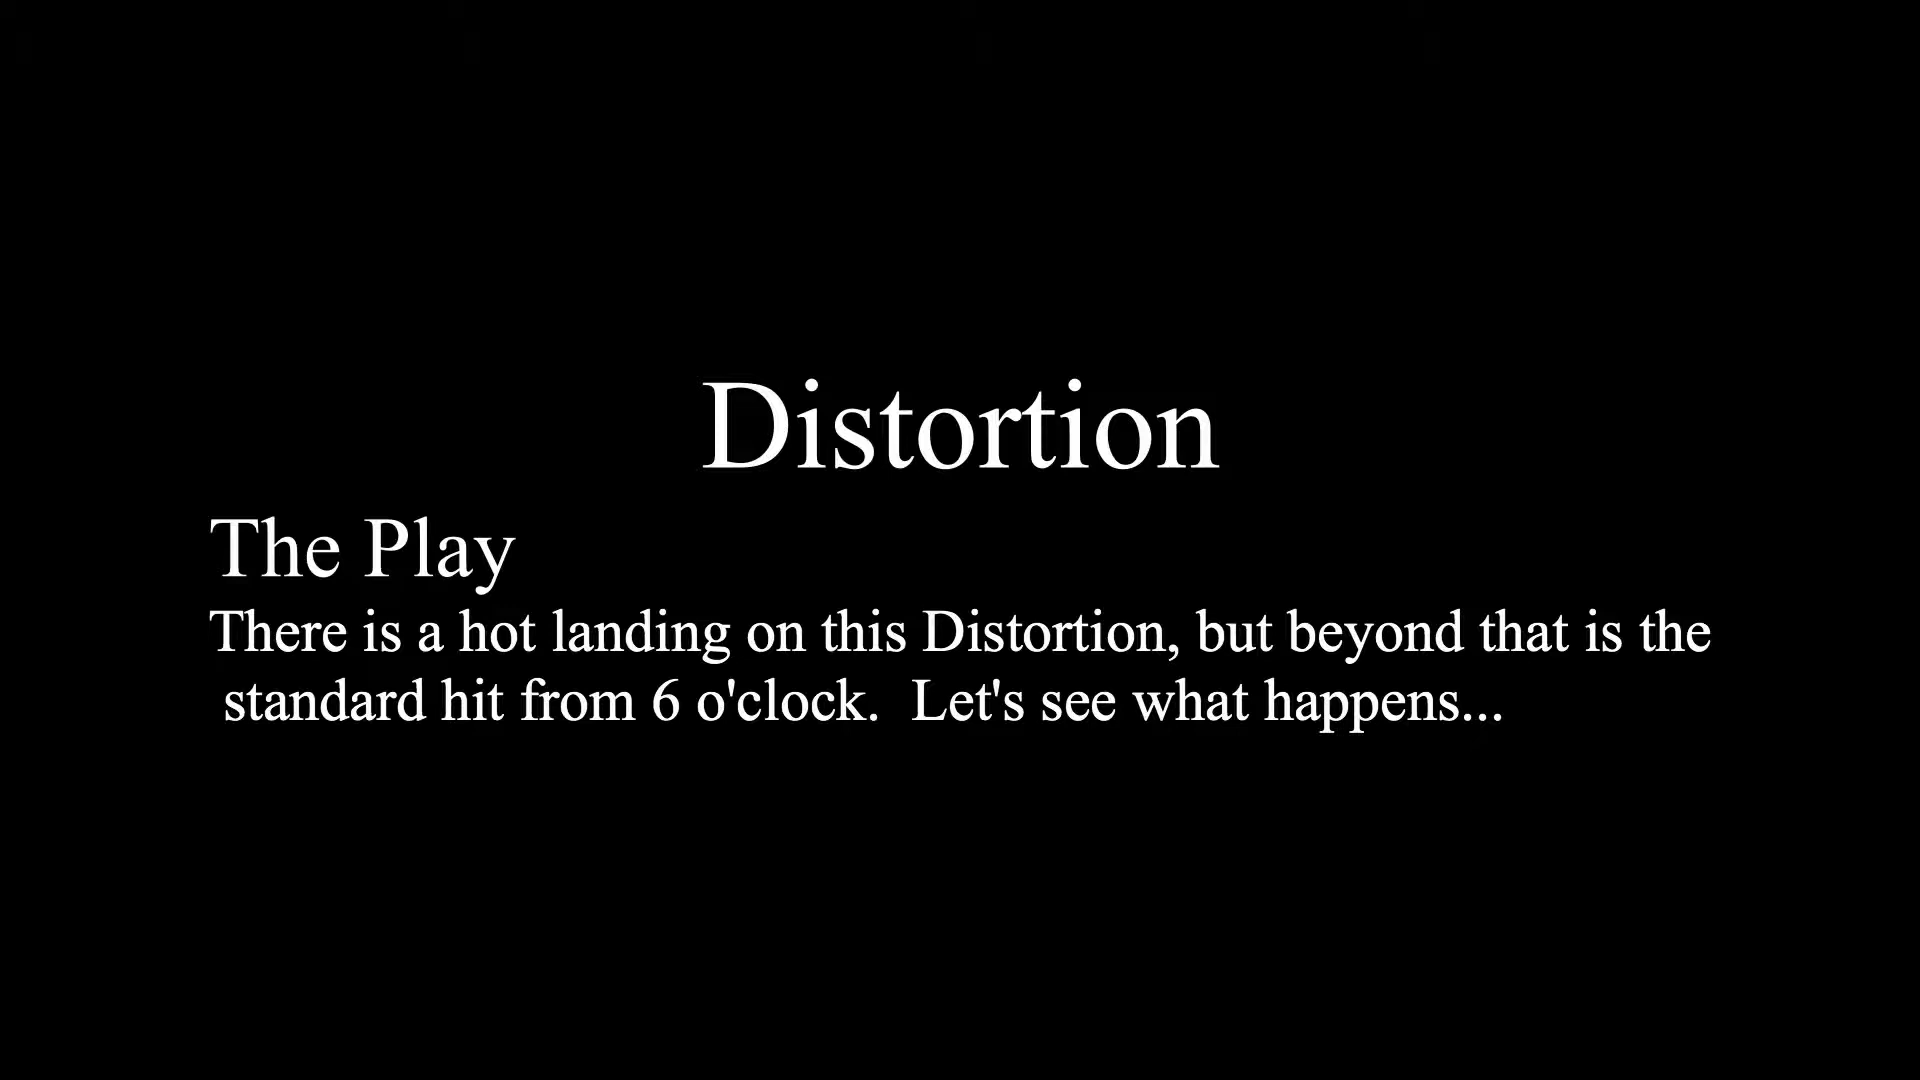 Distortion
The Play
There is a hot landing on this Distortion, but beyond that is the
standard hit from 6 o'clock.  Let's see what happens...